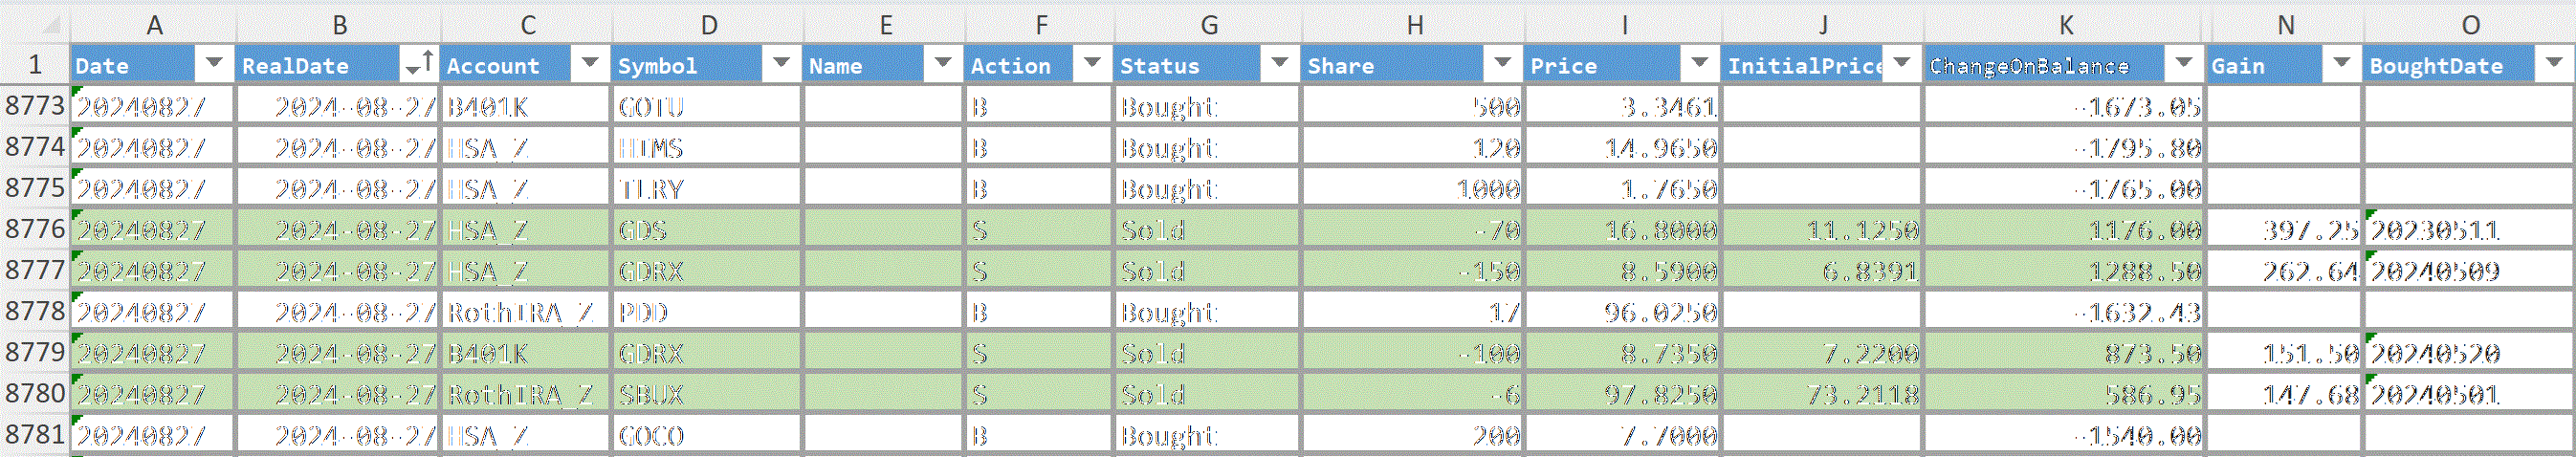 A B C D E F G H I J K N O
1 Date RealDate Account Symbol Name Action Status Share Price InitialPrice ChangeOnBalance Gain BoughtDate
8773 20240827 2024-08-27 B401K GOTU B Bought 500 3.3461 -1673.05
8774 20240827 2024-08-27 HSA_Z HIMS B Bought 120 14.9650 -1795.80
8775 20240827 2024-08-27 HSA_Z TLRY B Bought 1000 1.7650 -1765.00
8776 20240827 2024-08-27 HSA_Z GDS S Sold -70 16.8000 11.1250 1176.00 397.25 20230511
8777 20240827 2024-08-27 HSA_Z GDRX S Sold -150 8.5900 6.8391 1288.50 262.64 20240509
8778 20240827 2024-08-27 RothIRA_Z PDD B Bought 17 96.0250 -1632.43
8779 20240827 2024-08-27 B401K GDRX S Sold -100 8.7350 7.2200 873.50 151.50 20240520
8780 20240827 2024-08-27 RothIRA_Z SBUX S Sold -6 97.8250 73.2118 586.95 147.68 20240501
8781 20240827 2024-08-27 HSA_Z GOCO B Bought 200 7.7000 -1540.00